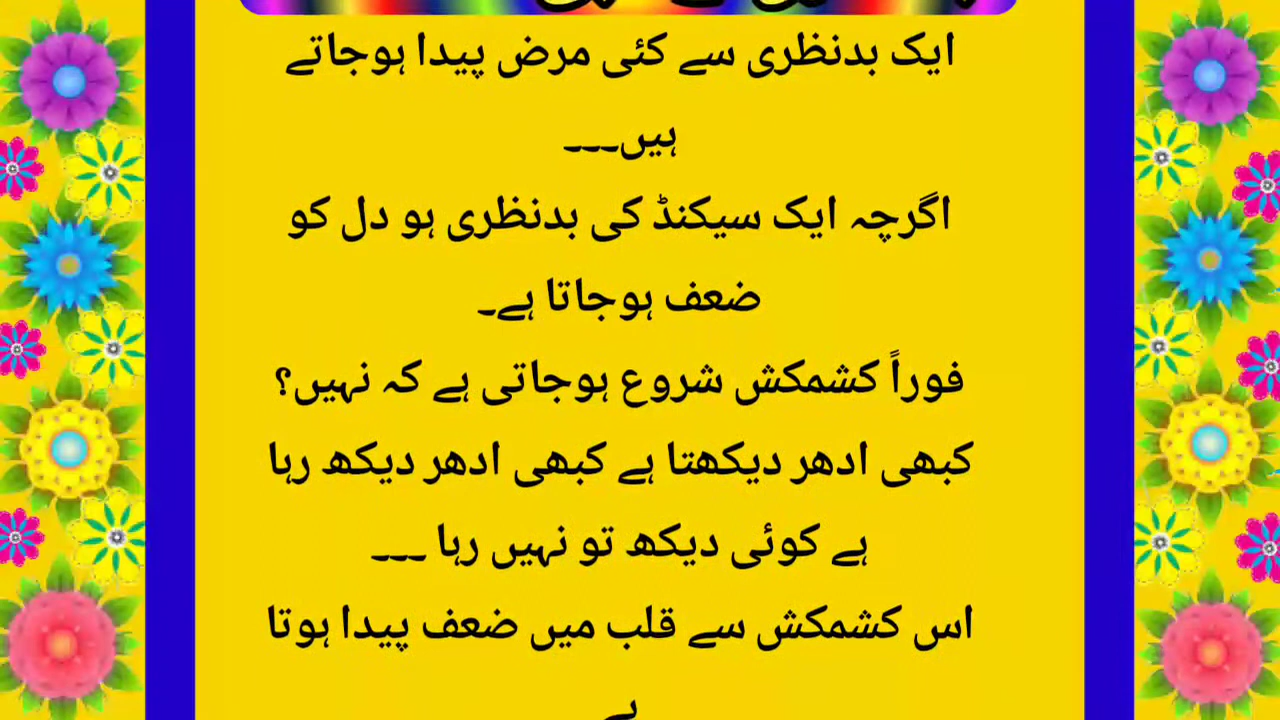 ایک بدنظری سے کئی مرض پیدا ہوجاتے
ہیں۔۔۔
اگرچہ ایک سیکنڈ کی بدنظری ہو دل کو
ضعف ہوجاتا ہے۔
فوراً کشمکش شروع ہوجاتی ہے کہ نہیں؟
کبھی ادھر دیکھتا ہے کبھی ادھر دیکھ رہا
ہے کوئی دیکھ تو نہیں رہا ۔۔۔
اس کشمکش سے قلب میں ضعف پیدا ہوتا
ہے